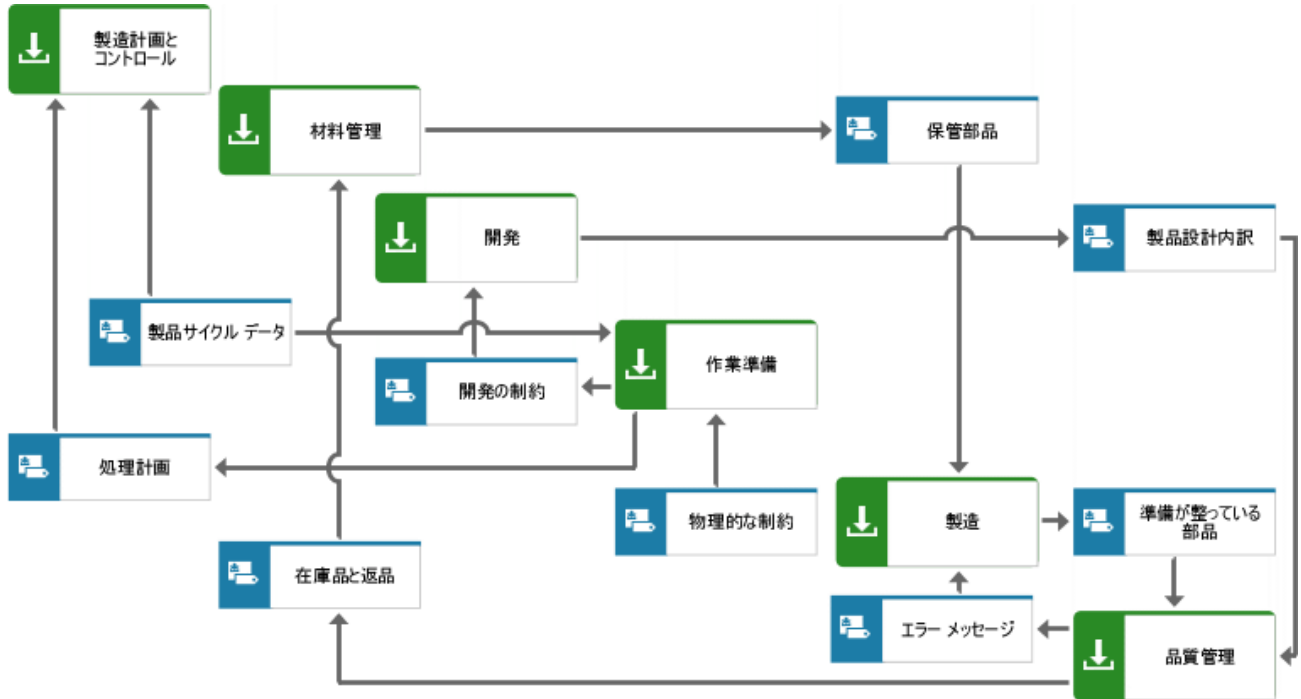 製造計画と
コントロール
材料管理
保管部品
開発
製品設計内訳
製品サイクル データ
作業準備
開発の制約
処理計画
物理的な制約
製造
準備が整っている
部品
在庫品と返品
エラー メッセージ
品質管理